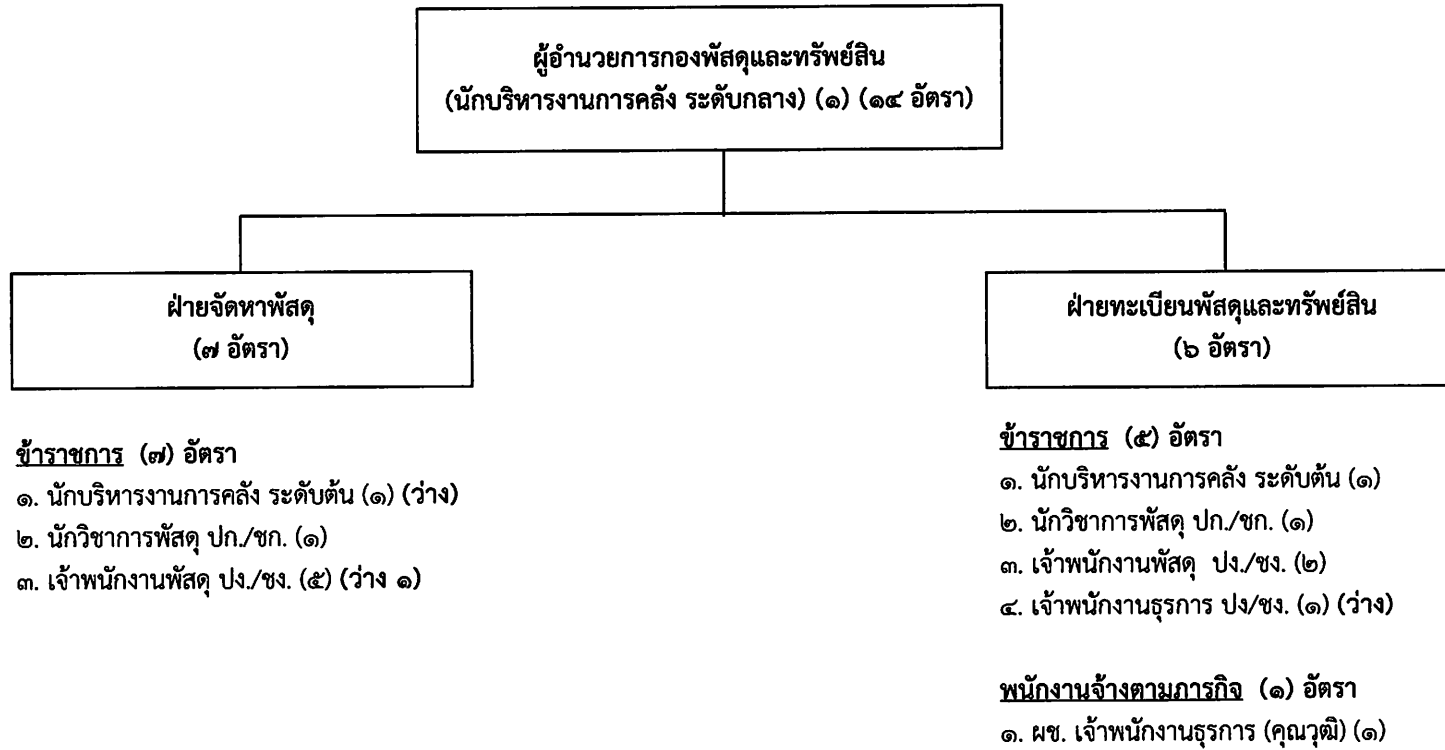 ผู้อำนวยการกองพัสดุและทรัพย์สิน
(นักบริหารงานการคลัง ระดับกลาง) (๑) (๑๔ อัตรา)
ฝ่ายจัดหาพัสดุ
(๗ อัตรา)
ข้าราชการ (๗) อัตรา
๑. นักบริหารงานการคลัง ระดับต้น (๑) (ว่าง)
๒. นักวิชาการพัสดุ ปก./ชก. (๑)
๓. เจ้าพนักงานพัสดุ ปง./ชง. (๕) (ว่าง ๑)
ฝ่ายทะเบียนพัสดุและทรัพย์สิน
(๖ อัตรา)
ข้าราชการ (๕) อัตรา
๑. นักบริหารงานการคลัง ระดับต้น (๑)
๒. นักวิชาการพัสดุ ปก./ชก. (๑)
๓. เจ้าพนักงานพัสดุ ปง./ชง. (๒)
๔. เจ้าพนักงานธุรการ ปง/ชง. (๑) (ว่าง)
พนักงานจ้างตามภารกิจ (๑) อัตรา
๑. ผช. เจ้าพนักงานธุรการ (คุณวุฒิ) (๑)